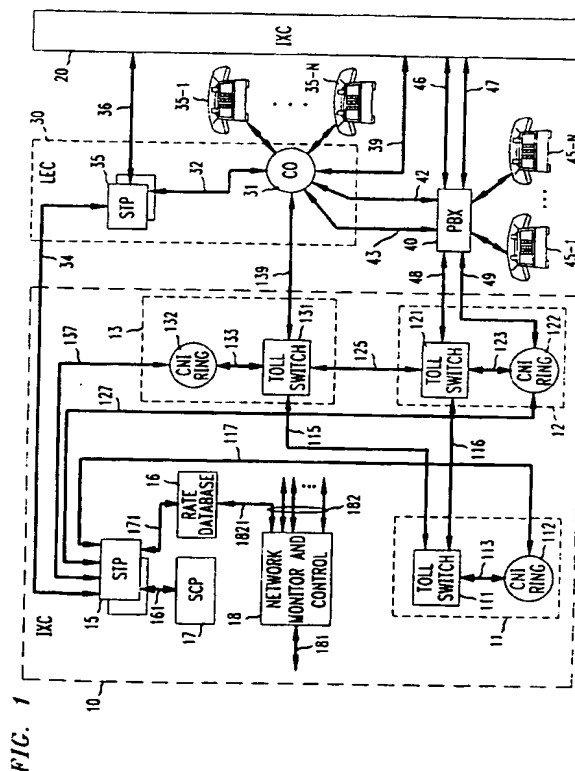 FIG. 1
10
IXC
15
STP
161
17
SCP
171
16
RATE
DATABASE
1821
18
NETWORK
MONITOR AND
CONTROL
181
182
117
127
137
34
13
132
CNI
RING
133
131
TOLL
SWITCH
139
115
125
116
11
111
TOLL
SWITCH
113
112
CNI
RING
12
121
TOLL
SWITCH
123
122
CNI
RING
48
49
30
LEC
35
STP
32
36
31
CO
35-1
35-N
39
43
42
40
PBX
45-1
45-N
46
47
20
IXC